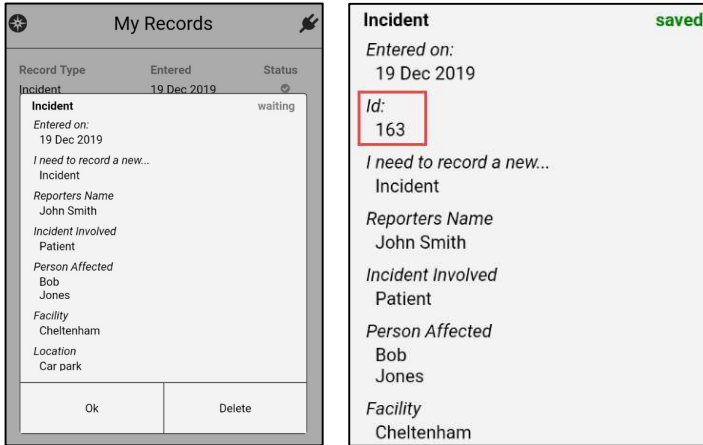 My Records
Record Type Entered Status
Incident 19 Dec 2019
Incident waiting
Entered on:
19 Dec 2019
I need to record a new...
Incident
Reporters Name
John Smith
Incident Involved
Patient
Person Affected
Bob
Jones
Facility
Cheltenham
Location
Car park
Ok Delete
Incident saved
Entered on:
19 Dec 2019
Id:
163
I need to record a new...
Incident
Reporters Name
John Smith
Incident Involved
Patient
Person Affected
Bob
Jones
Facility
Cheltenham